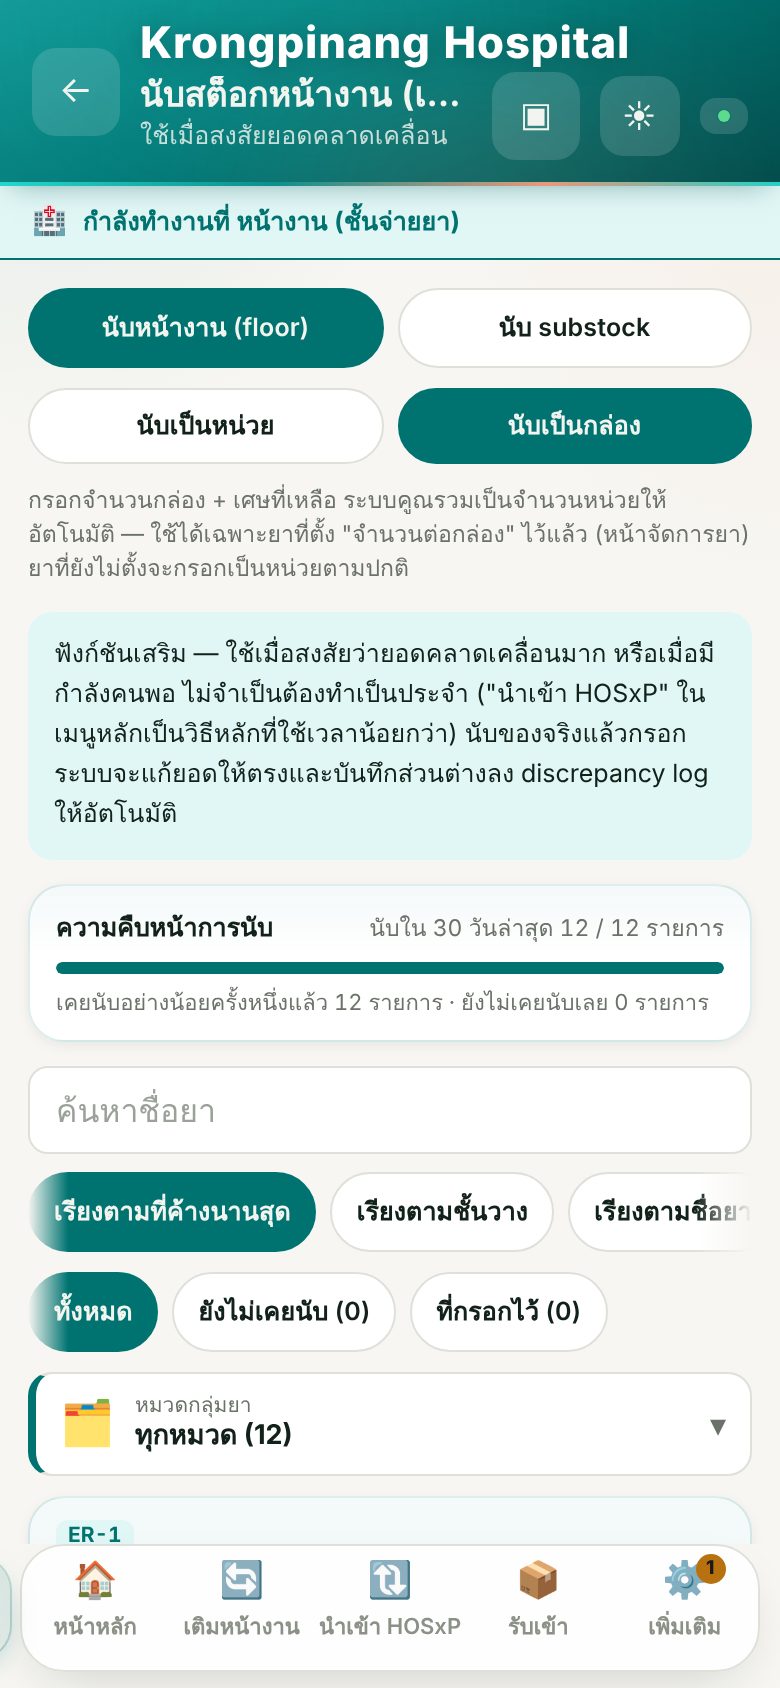 Krongpinang Hospital
นับสต็อกหน้างาน (เ...
ใช้เมื่อสงสัยยอดคลาดเคลื่อน
กำลังทำงานที่ หน้างาน (ชั้นจ่ายยา)
นับหน้างาน (floor)
นับ substock
นับเป็นหน่วย
นับเป็นกล่อง
กรอกจำนวนกล่อง + เศษที่เหลือ ระบบคูณรวมเป็นจำนวนหน่วยให้
อัตโนมัติ — ใช้ได้เฉพาะยาที่ตั้ง "จำนวนต่อกล่อง" ไว้แล้ว (หน้าจัดการยา)
ยาที่ยังไม่ตั้งจะกรอกเป็นหน่วยตามปกติ
ฟังก์ชันเสริม — ใช้เมื่อสงสัยว่ายอดคลาดเคลื่อนมาก หรือเมื่อมี
กำลังคนพอ ไม่จำเป็นต้องทำเป็นประจำ ("นำเข้า HOSxP" ใน
เมนูหลักเป็นวิธีหลักที่ใช้เวลาน้อยกว่า) นับของจริงแล้วกรอก
ระบบจะแก้ยอดให้ตรงและบันทึกส่วนต่างลง discrepancy log
ให้อัตโนมัติ
ความคืบหน้าการนับ
นับใน 30 วันล่าสุด 12 / 12 รายการ
เคยนับอย่างน้อยครั้งหนึ่งแล้ว 12 รายการ · ยังไม่เคยนับเลย 0 รายการ
ค้นหาชื่อยา
เรียงตามที่ค้างนานสุด
เรียงตามชั้นวาง
เรียงตามชื่อยา
ทั้งหมด
ยังไม่เคยนับ (0)
ที่กรอกไว้ (0)
หมวดกลุ่มยา
ทุกหมวด (12)
ER-1
หน้าหลัก
เติมหน้างาน
นำเข้า HOSxP
รับเข้า
1
เพิ่มเติม